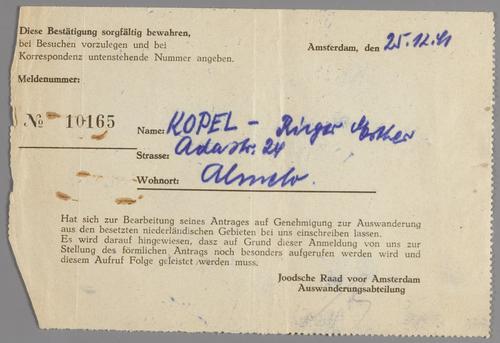 Diese Bestätigung sorgfältig bewahren,
bei Besuchen vorzulegen und bei
Korrespondenz untenstehende Nummer angeben.
Amsterdam, den 25.12.41
Meldenummer:
№ 10165
Name: KOPEL - Rieger Esther
Strasse: Adastr. 24
Wohnort: Almelo.
Hat sich zur Bearbeitung seines Antrages auf Genehmigung zur Auswanderung
aus den besetzten niederländischen Gebieten bei uns einschreiben lassen.
Es wird darauf hingewiesen, dasz auf Grund dieser Anmeldung von uns zur
Stellung des förmlichen Antrags noch besonders aufgerufen werden wird und
diesem Aufruf Folge geleistet werden muss.
Joodsche Raad voor Amsterdam
Auswanderungsabteilung